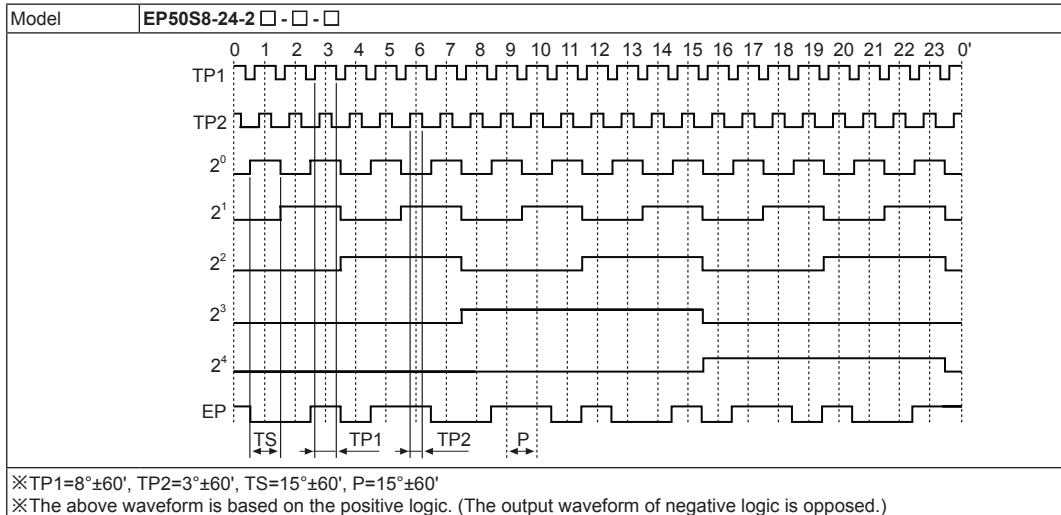 Model EP50S8-24-2 □ - □ - □
0 1 2 3 4 5 6 7 8 9 10 11 12 13 14 15 16 17 18 19 20 21 22 23 0'
TP1
TP2
2⁰
2¹
2²
2³
2⁴
EP
TS TP1 TP2 P
※TP1=8°±60', TP2=3°±60', TS=15°±60', P=15°±60'
※The above waveform is based on the positive logic. (The output waveform of negative logic is opposed.)